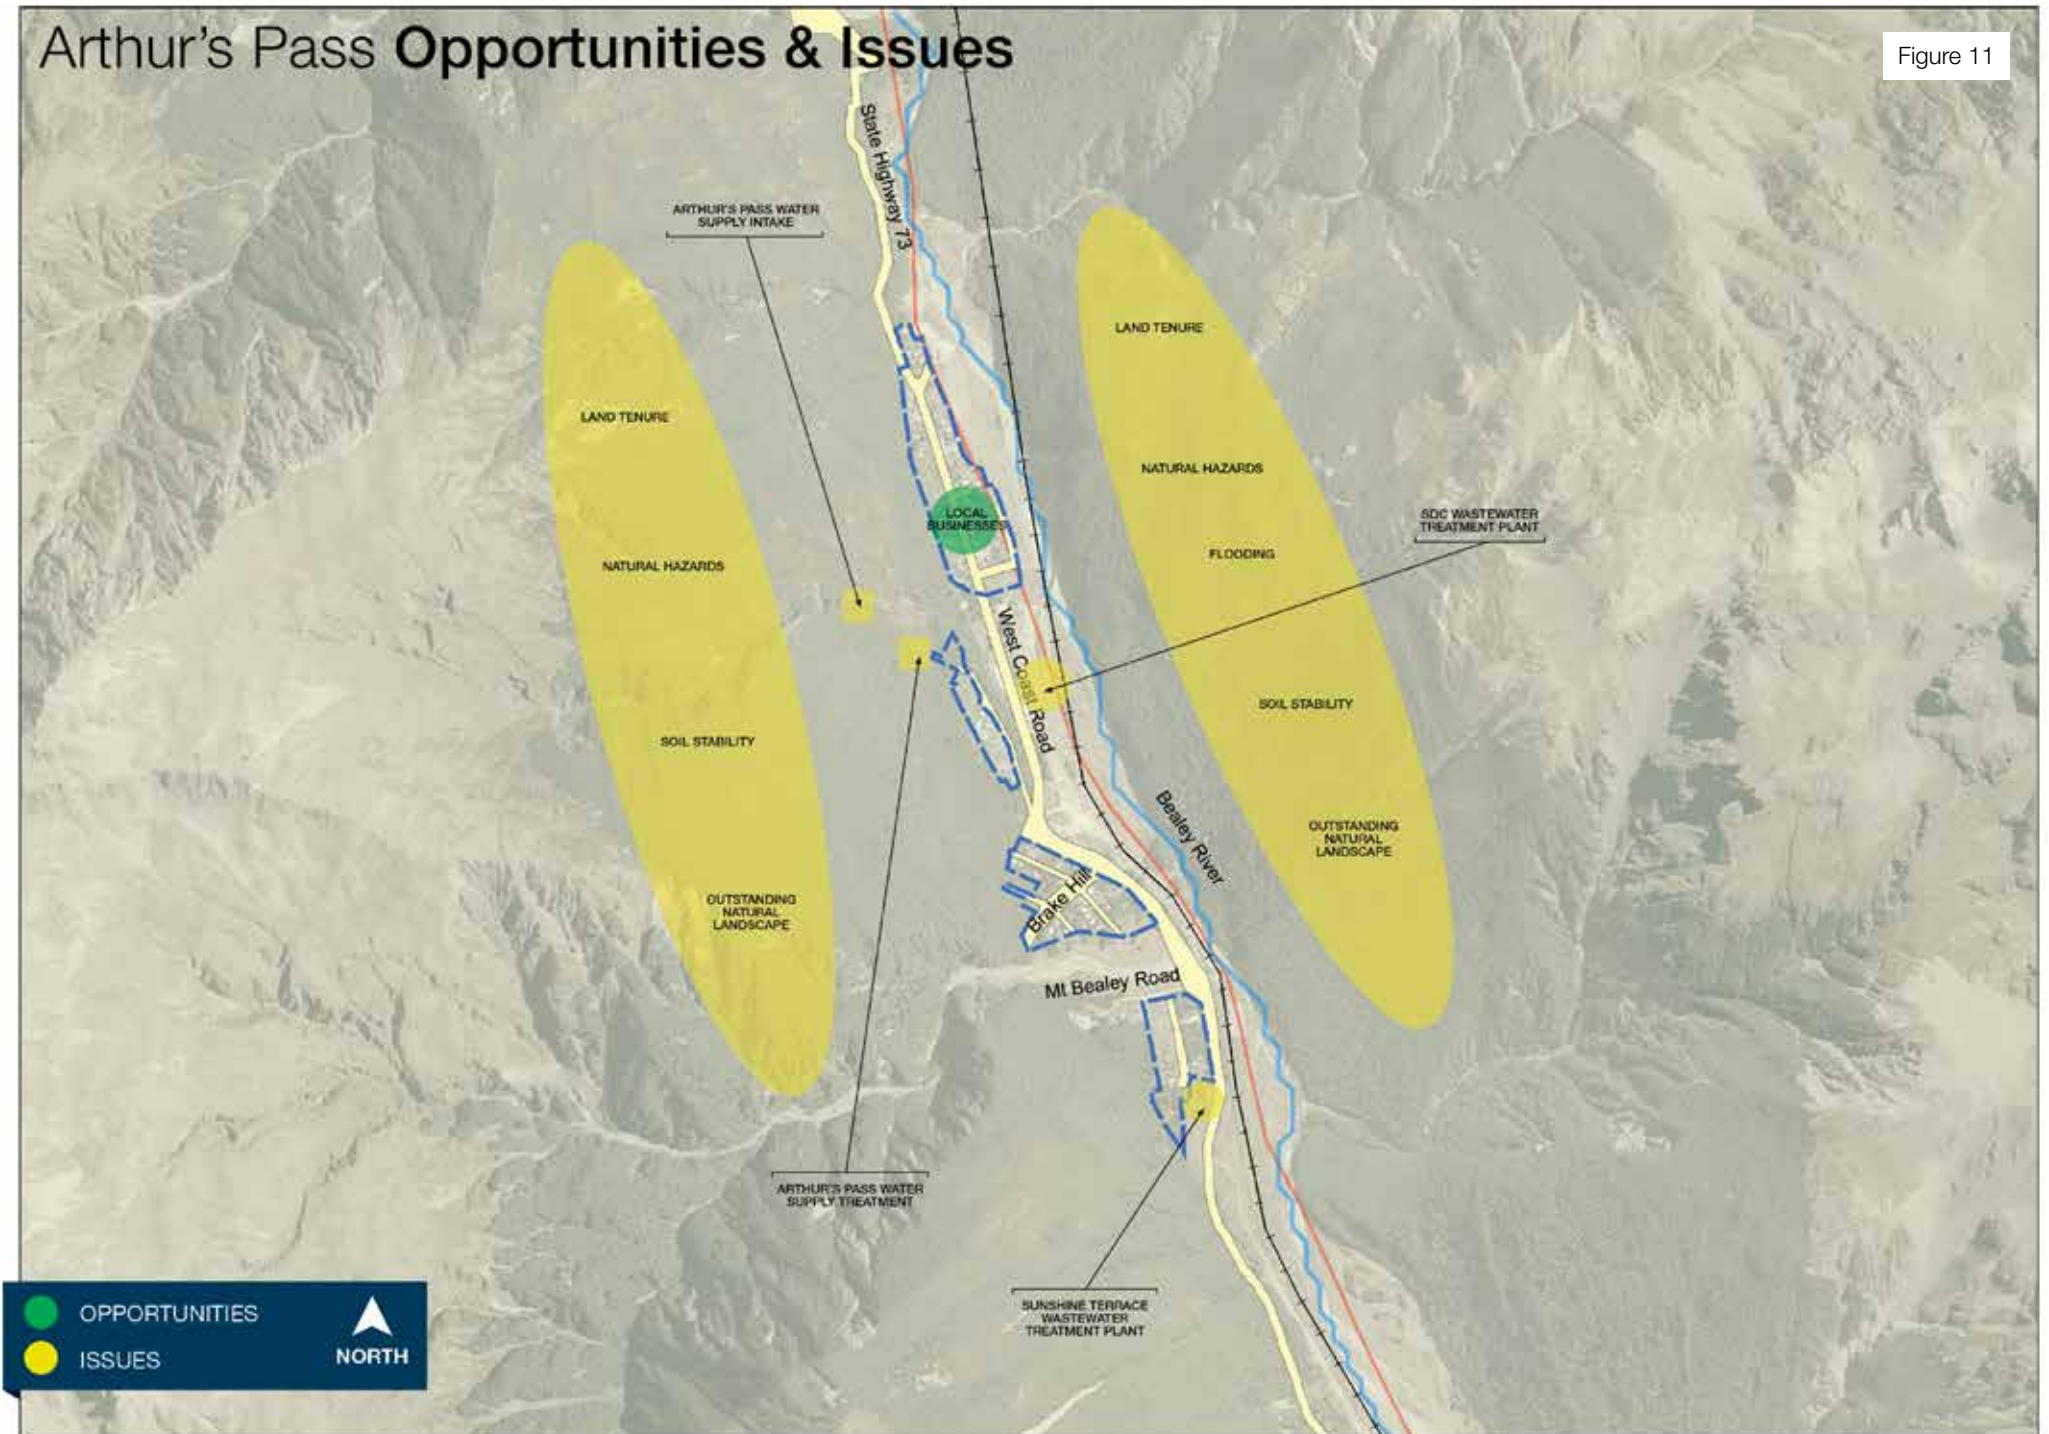 Arthur's Pass Opportunities & Issues
Figure 11
State Highway 73
ARTHUR'S PASS WATER
SUPPLY INTAKE
LAND TENURE
NATURAL HAZARDS
SOIL STABILITY
OUTSTANDING
NATURAL
LANDSCAPE
LOCAL
BUSINESSES
LAND TENURE
NATURAL HAZARDS
FLOODING
SOIL STABILITY
OUTSTANDING
NATURAL
LANDSCAPE
SDC WASTEWATER
TREATMENT PLANT
West Coast Road
Bealey River
Brake Hill
Mt Bealey Road
ARTHUR'S PASS WATER
SUPPLY TREATMENT
SUNSHINE TERRACE
WASTEWATER
TREATMENT PLANT
OPPORTUNITIES
ISSUES
NORTH